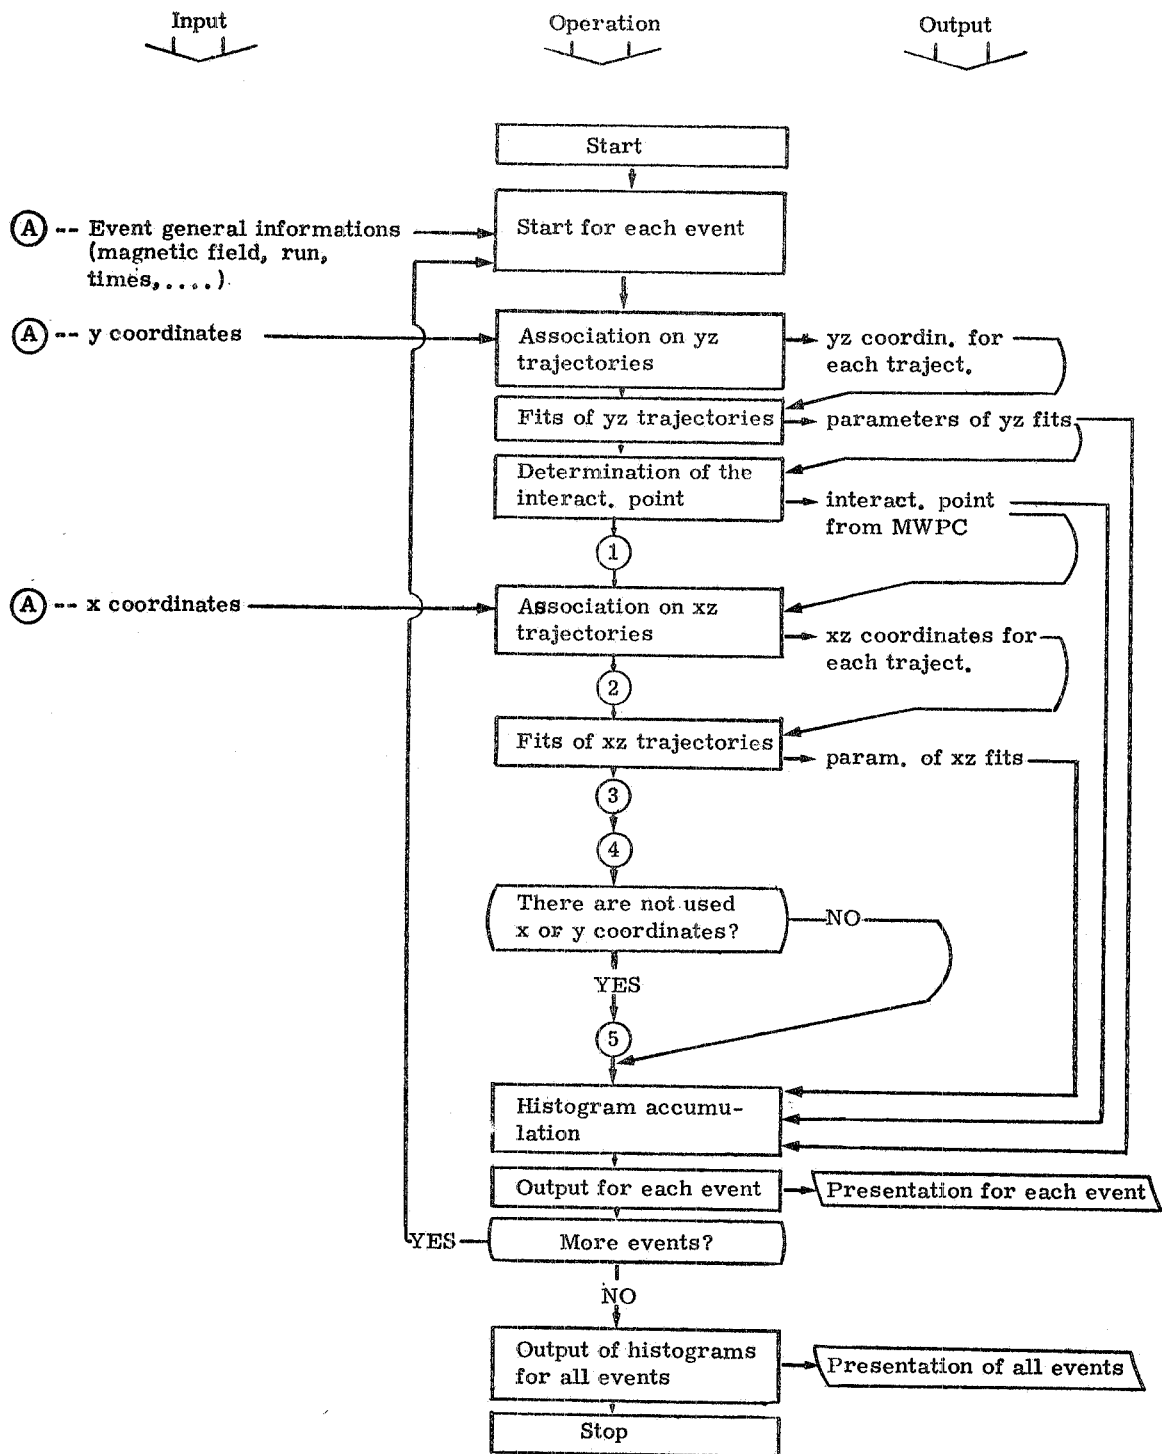 Input
Operation
Output
Start
A -- Event general informations
(magnetic field, run,
times,....).
Start for each event
A -- y coordinates
Association on yz
trajectories
yz coordin. for
each traject.
Fits of yz trajectories
parameters of yz fits
Determination of the
interact. point
interact. point
from MWPC
1
A -- x coordinates
Association on xz
trajectories
xz coordinates for
each traject.
2
Fits of xz trajectories
param. of xz fits
3
4
There are not used
x or y coordinates?
NO
YES
5
Histogram accumu-
lation
Output for each event
Presentation for each event
YES
More events?
NO
Output of histograms
for all events
Presentation of all events
Stop